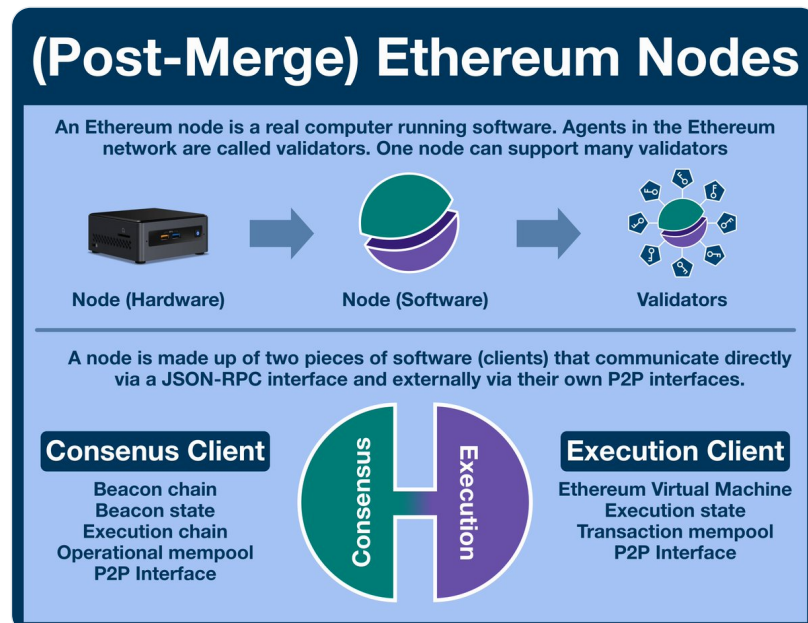 (Post-Merge) Ethereum Nodes
An Ethereum node is a real computer running software. Agents in the Ethereum
network are called validators. One node can support many validators
Node (Hardware)
Node (Software)
Validators
A node is made up of two pieces of software (clients) that communicate directly
via a JSON-RPC interface and externally via their own P2P interfaces.
Consenus Client
Beacon chain
Beacon state
Execution chain
Operational mempool
P2P Interface
Consensus
Execution
Execution Client
Ethereum Virtual Machine
Execution state
Transaction mempool
P2P Interface